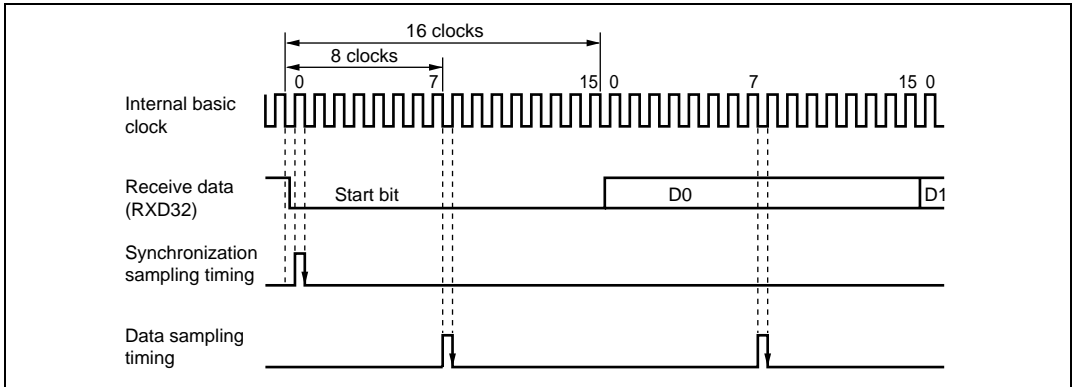 16 clocks
8 clocks
0 7 15 0 7 15 0
Internal basic
clock
Receive data
(RXD32)
Start bit D0 D1
Synchronization
sampling timing
Data sampling
timing